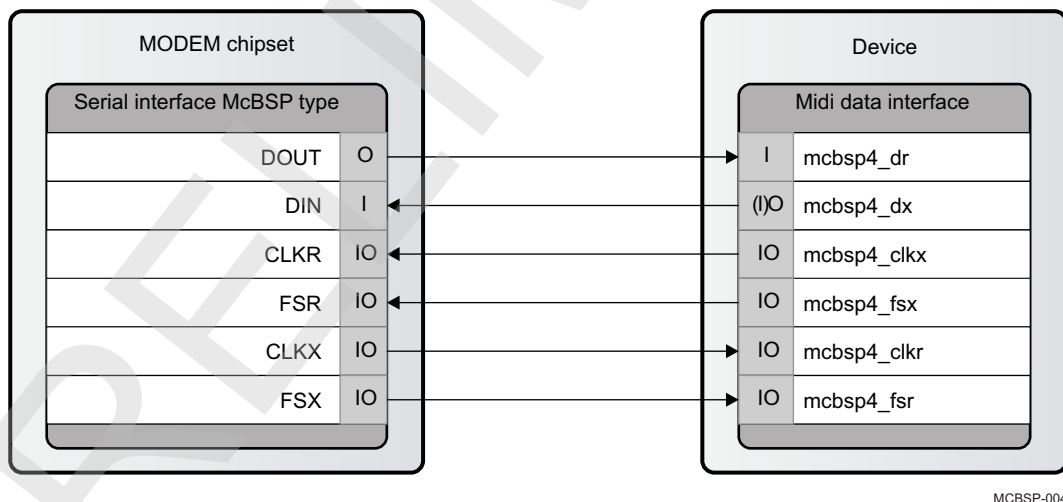 MODEM chipset
Device
Serial interface McBSP type
Midi data interface
DOUT O I mcbsp4_dr
DIN I (I)O mcbsp4_dx
CLKR IO IO mcbsp4_clkx
FSR IO IO mcbsp4_fsx
CLKX IO IO mcbsp4_clkr
FSX IO IO mcbsp4_fsr